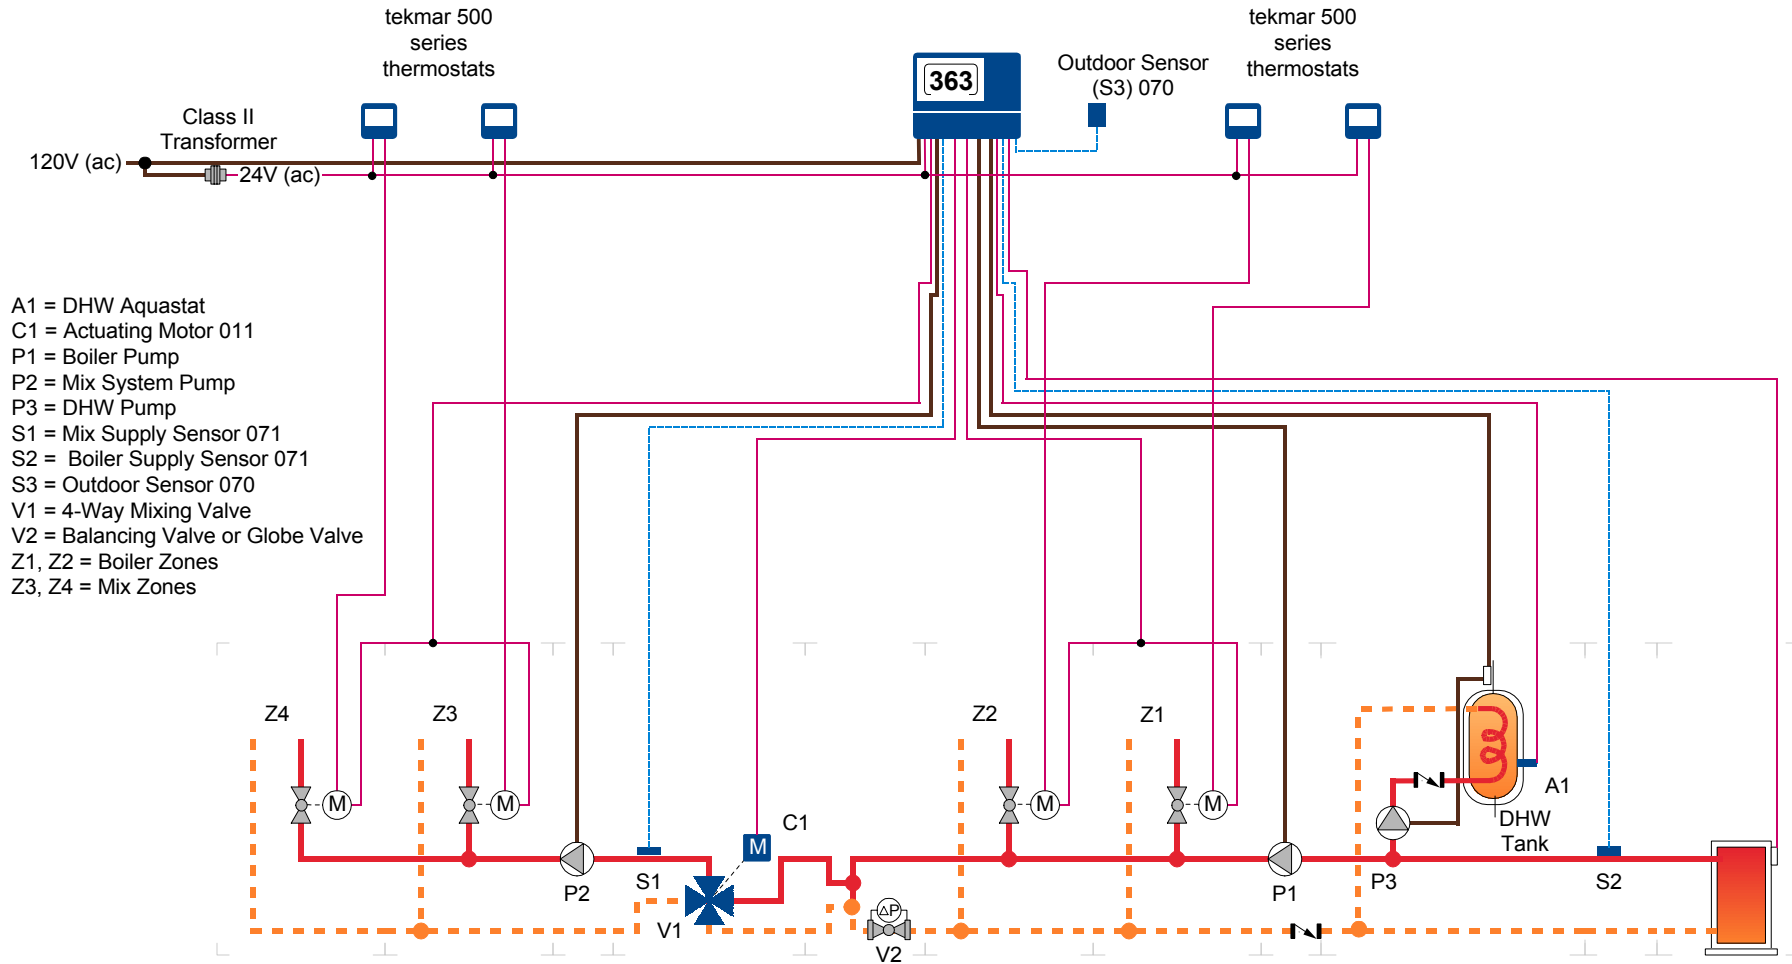 tekmar 500
series
thermostats
363
Outdoor Sensor
(S3) 070
tekmar 500
series
thermostats
Class II
Transformer
120V (ac)
24V (ac)
A1 = DHW Aquastat
C1 = Actuating Motor 011
P1 = Boiler Pump
P2 = Mix System Pump
P3 = DHW Pump
S1 = Mix Supply Sensor 071
S2 = Boiler Supply Sensor 071
S3 = Outdoor Sensor 070
V1 = 4-Way Mixing Valve
V2 = Balancing Valve or Globe Valve
Z1, Z2 = Boiler Zones
Z3, Z4 = Mix Zones
Z4
Z3
Z2
Z1
M
M
M
M
A1
DHW
Tank
C1
M
P2
S1
P1
P3
S2
V1
ΔP
V2